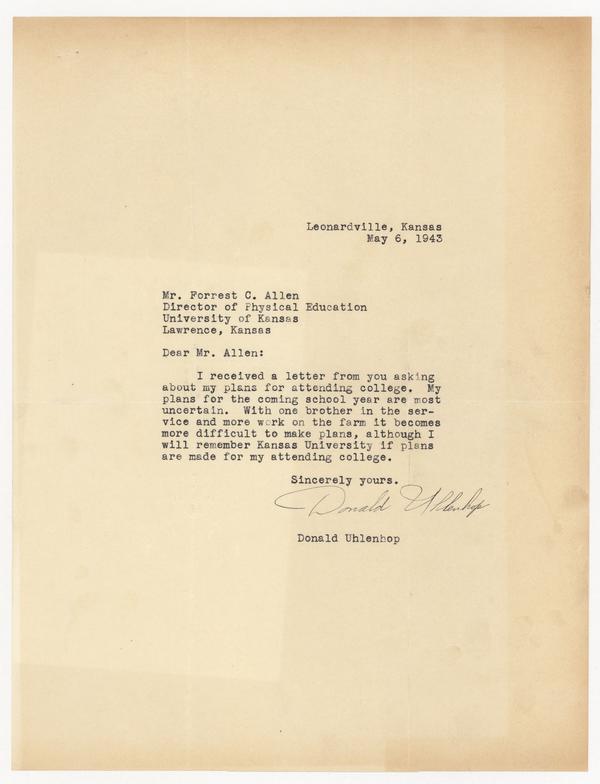 Leonardville, Kansas
May 6, 1943
Mr. Forrest C. Allen
Director of Physical Education
University of Kansas
Lawrence, Kansas
Dear Mr. Allen:
I received a letter from you asking
about my plans for attending college. My
plans for the coming school year are most
uncertain. With one brother in the ser-
vice and more work on the farm it becomes
more difficult to make plans, although I
will remember Kansas University if plans
are made for my attending college.
Sincerely yours.
Donald Uhlenhop
Donald Uhlenhop